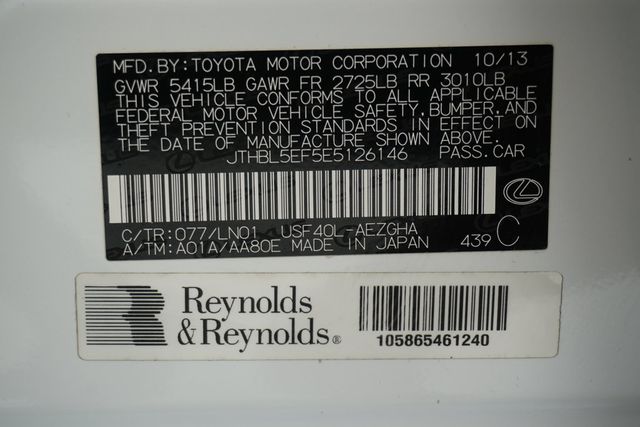 MFD. BY: TOYOTA MOTOR CORPORATION 10/13
GVWR 5415LB GAWR FR 2725LB RR 3010LB
THIS VEHICLE CONFORMS TO ALL APPLICABLE
FEDERAL MOTOR VEHICLE SAFETY, BUMPER, AND
THEFT PREVENTION STANDARDS IN EFFECT ON
THE DATE OF MANUFACTURE SHOWN ABOVE.
JTHBL5EF5E5126146 PASS. CAR
C/TR: 077/LN01 USF40L-AEZGHA
A/TM: A01A/AA80E MADE IN JAPAN 439 C
Reynolds
& Reynolds®
105865461240